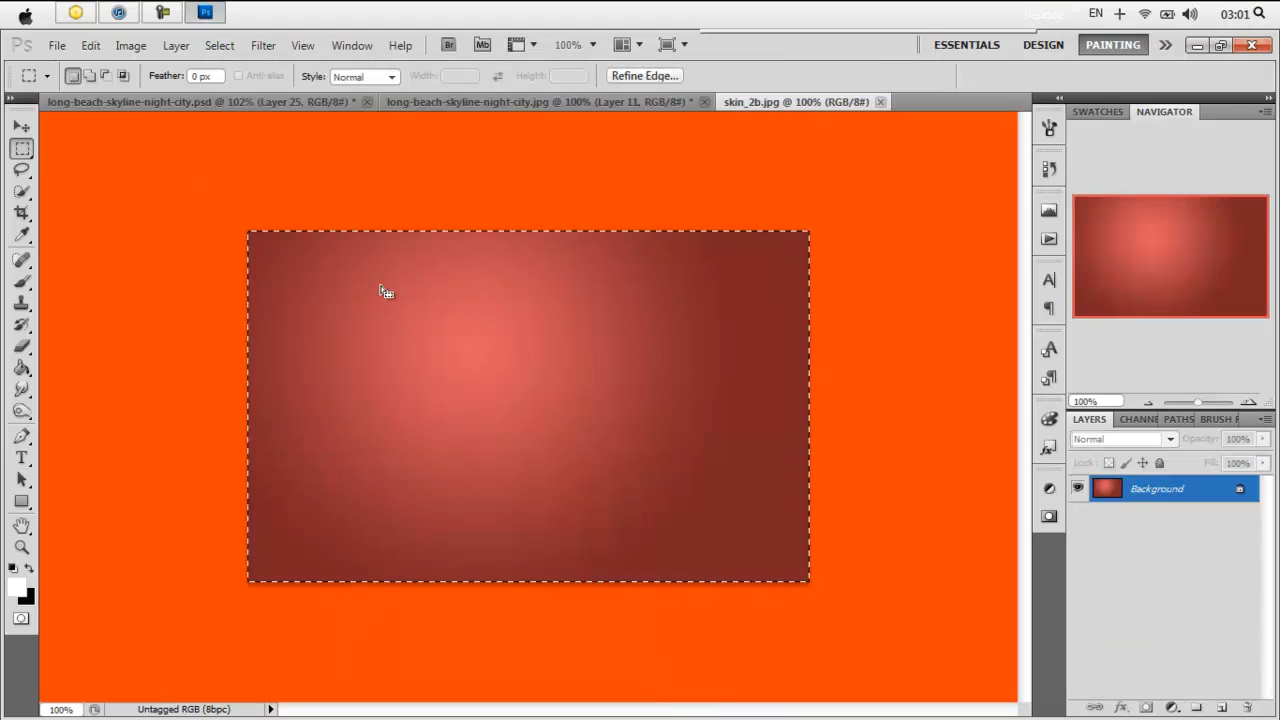 EN 03:01
Ps File Edit Image Layer Select Filter View Window Help Br Mb 100% ESSENTIALS DESIGN PAINTING
Feather: 0 px Anti-alias Style: Normal Width: Height: Refine Edge...
long-beach-skyline-night-city.psd @ 102% (Layer 25, RGB/8#) * long-beach-skyline-night-city.jpg @ 100% (Layer 11, RGB/8#) * skin_2b.jpg @ 100% (RGB/8#)
SWATCHES NAVIGATOR
100%
LAYERS CHANNE PATHS BRUSH F
Normal Opacity: 100%
Lock: Fill: 100%
Background
100% Untagged RGB (8bpc)